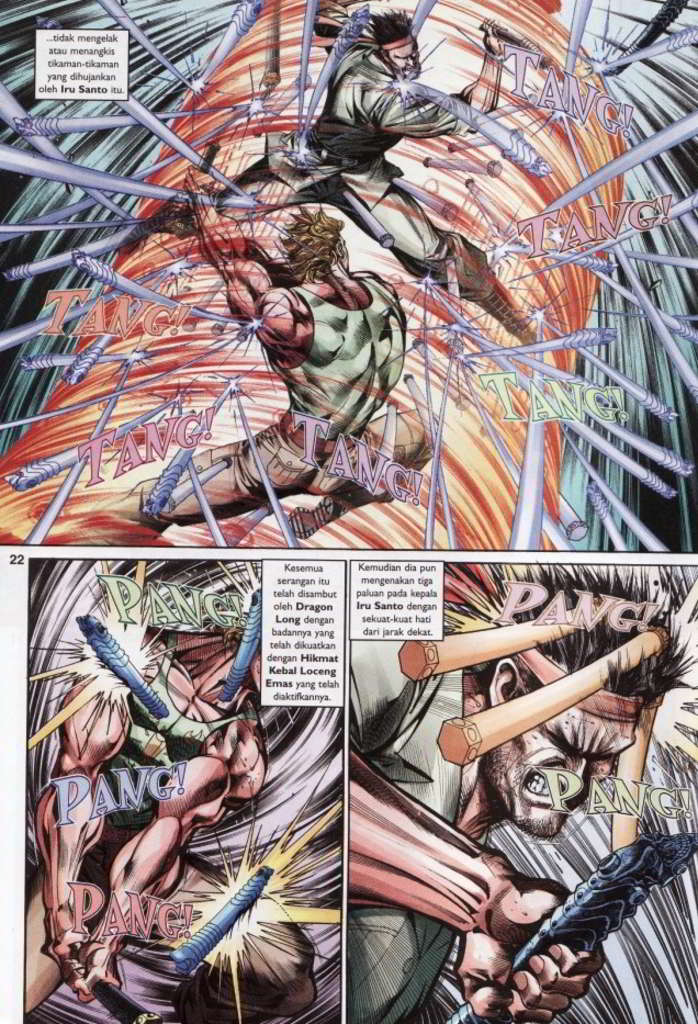 ...tidak mengelak
atau menangkis
tikaman-tikaman
yang dihujankan
oleh Iru Santo itu.
TANG!
TANG!
TANG!
TANG!
TANG!
TANG!
22
PANG!
Kesemua
serangan itu
telah disambut
oleh Dragon
Long dengan
badannya yang
telah dikuatkan
dengan Hikmat
Kebal Loceng
Emas yang telah
diaktifkannya.
PANG!
PANG!
Kemudian dia pun
mengenakan tiga
paluan pada kepala
Iru Santo dengan
sekuat-kuat hati
dari jarak dekat.
PANG!
PANG!